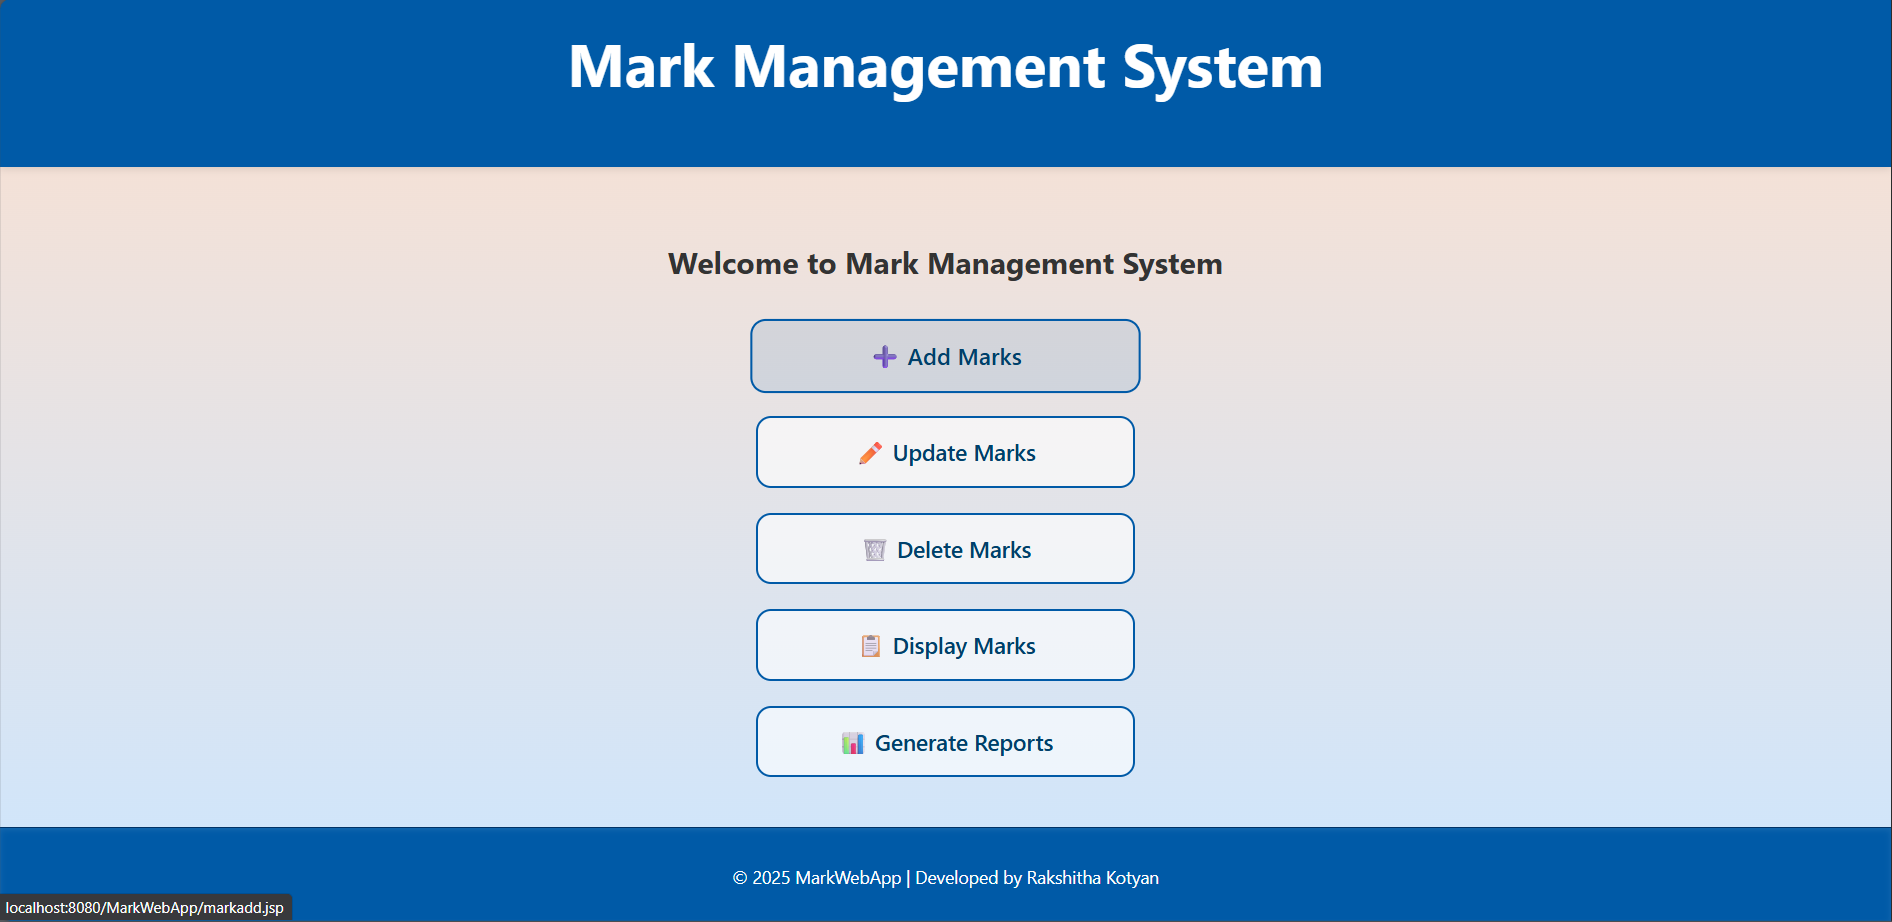 Mark Management System
Welcome to Mark Management System
➕ Add Marks
✏️ Update Marks
🗑️ Delete Marks
📋 Display Marks
📊 Generate Reports
© 2025 MarkWebApp | Developed by Rakshitha Kotyan
localhost:8080/MarkWebApp/markadd.jsp